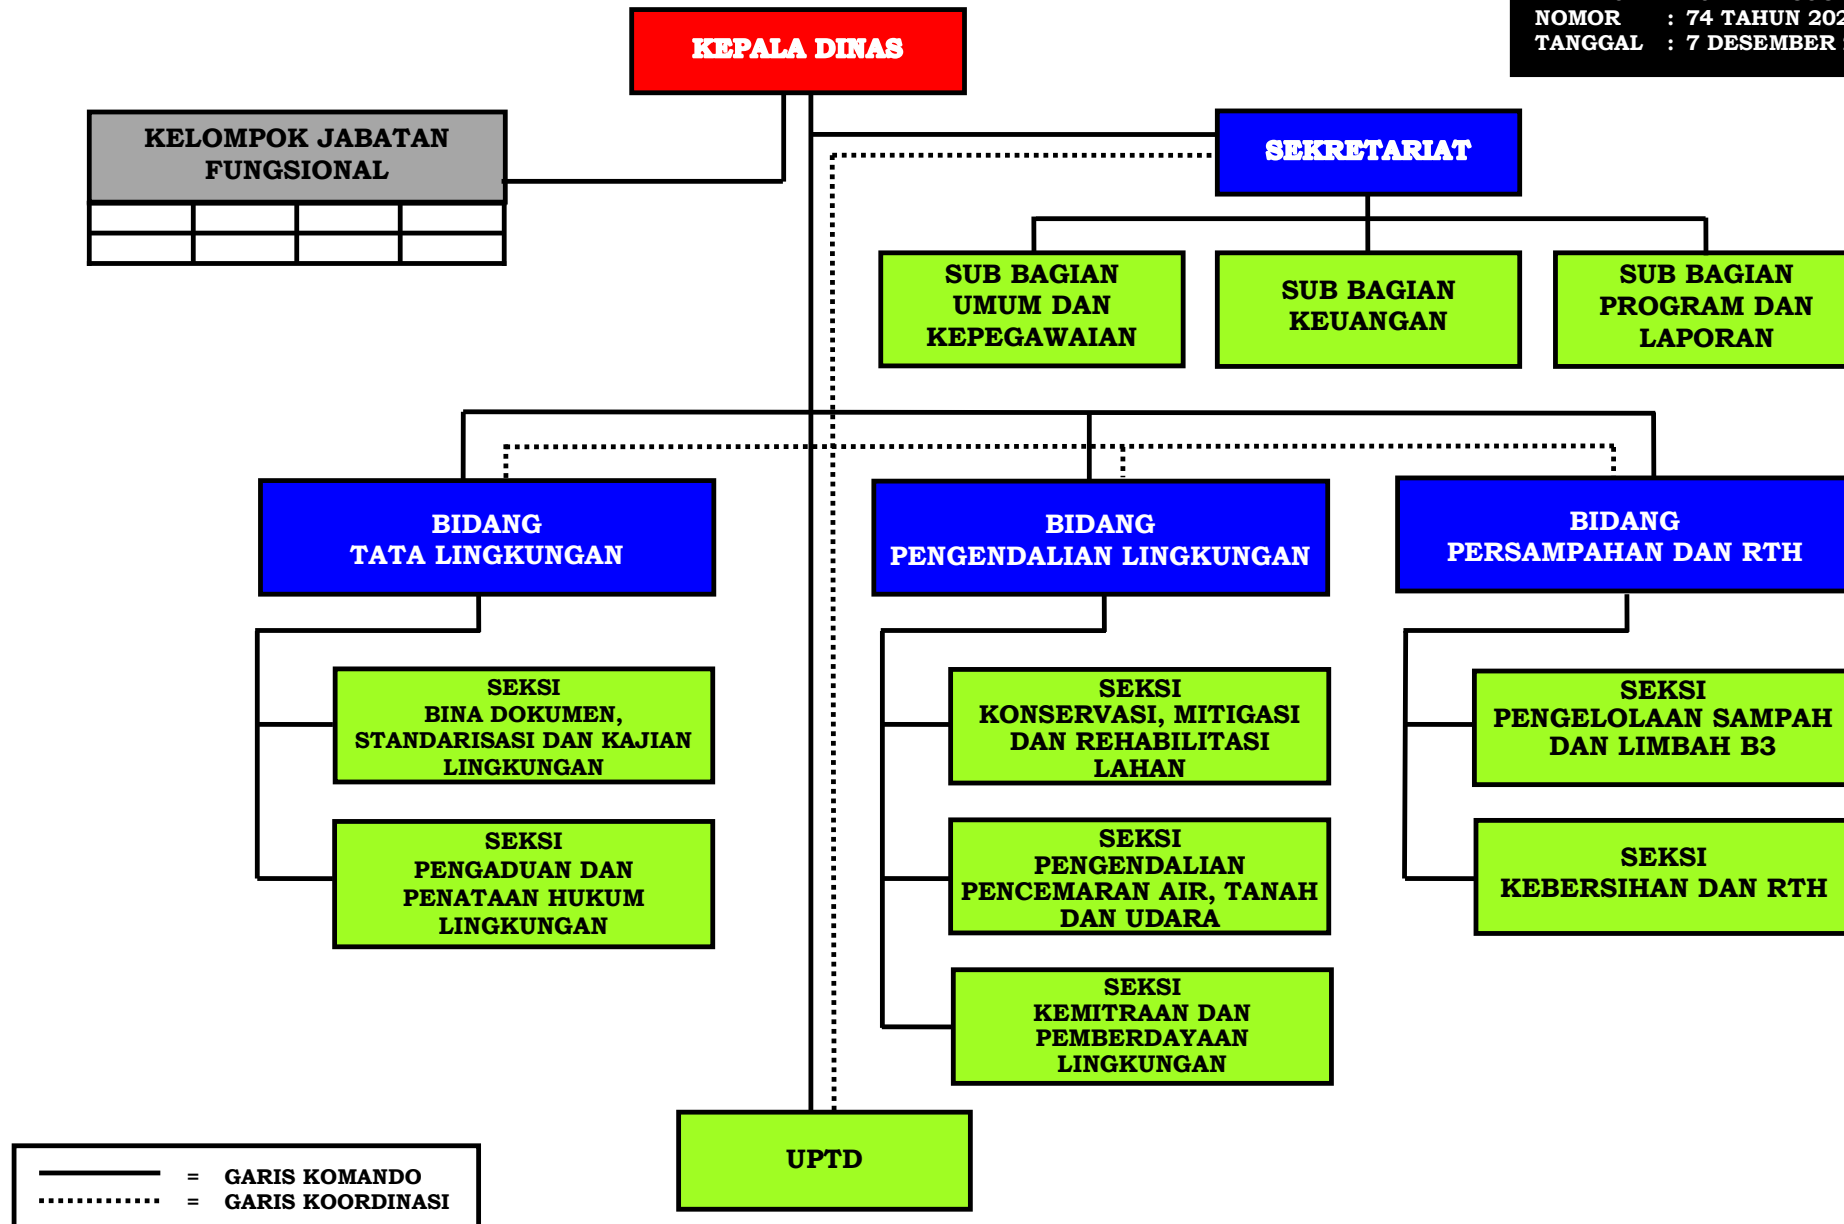 NOMOR : 74 TAHUN 202
TANGGAL : 7 DESEMBER
KEPALA DINAS
KELOMPOK JABATAN
FUNGSIONAL
SEKRETARIAT
SUB BAGIAN
UMUM DAN
KEPEGAWAIAN
SUB BAGIAN
KEUANGAN
SUB BAGIAN
PROGRAM DAN
LAPORAN
BIDANG
TATA LINGKUNGAN
BIDANG
PENGENDALIAN LINGKUNGAN
BIDANG
PERSAMPAHAN DAN RTH
SEKSI
BINA DOKUMEN,
STANDARISASI DAN KAJIAN
LINGKUNGAN
SEKSI
PENGADUAN DAN
PENATAAN HUKUM
LINGKUNGAN
SEKSI
KONSERVASI, MITIGASI
DAN REHABILITASI
LAHAN
SEKSI
PENGENDALIAN
PENCEMARAN AIR, TANAH
DAN UDARA
SEKSI
KEMITRAAN DAN
PEMBERDAYAAN
LINGKUNGAN
SEKSI
PENGELOLAAN SAMPAH
DAN LIMBAH B3
SEKSI
KEBERSIHAN DAN RTH
UPTD
= GARIS KOMANDO
= GARIS KOORDINASI